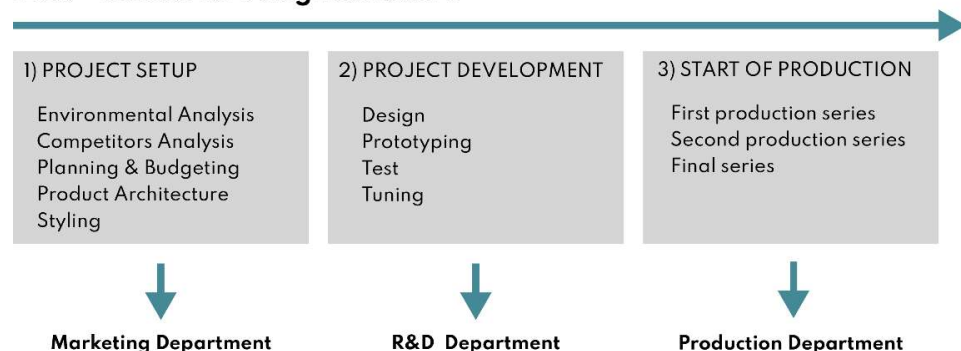 1) PROJECT SETUP
Environmental Analysis
Competitors Analysis
Planning & Budgeting
Product Architecture
Styling
2) PROJECT DEVELOPMENT
Design
Prototyping
Test
Tuning
3) START OF PRODUCTION
First production series
Second production series
Final series
Marketing Department
R&D Department
Production Department